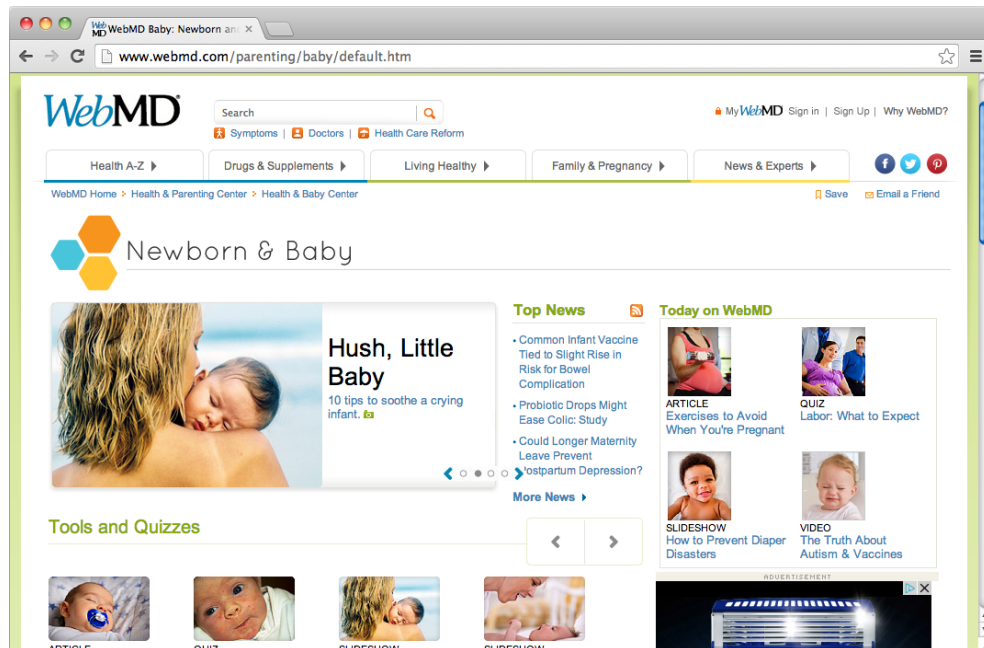 WebMD Baby: Newborn an
www.webmd.com/parenting/baby/default.htm
WebMD
Search
Symptoms | Doctors | Health Care Reform
My WebMD Sign in | Sign Up | Why WebMD?
Health A-Z
Drugs & Supplements
Living Healthy
Family & Pregnancy
News & Experts
WebMD Home > Health & Parenting Center > Health & Baby Center
Save
Email a Friend
Newborn & Baby
Hush, Little
Baby
10 tips to soothe a crying
infant.
Top News
• Common Infant Vaccine
Tied to Slight Rise in
Risk for Bowel
Complication
• Probiotic Drops Might
Ease Colic: Study
• Could Longer Maternity
Leave Prevent
Postpartum Depression?
More News
Today on WebMD
ARTICLE
Exercises to Avoid
When You're Pregnant
QUIZ
Labor: What to Expect
SLIDESHOW
How to Prevent Diaper
Disasters
VIDEO
The Truth About
Autism & Vaccines
ADVERTISEMENT
Tools and Quizzes
ARTICLE
QUIZ
SLIDESHOW
SLIDESHOW